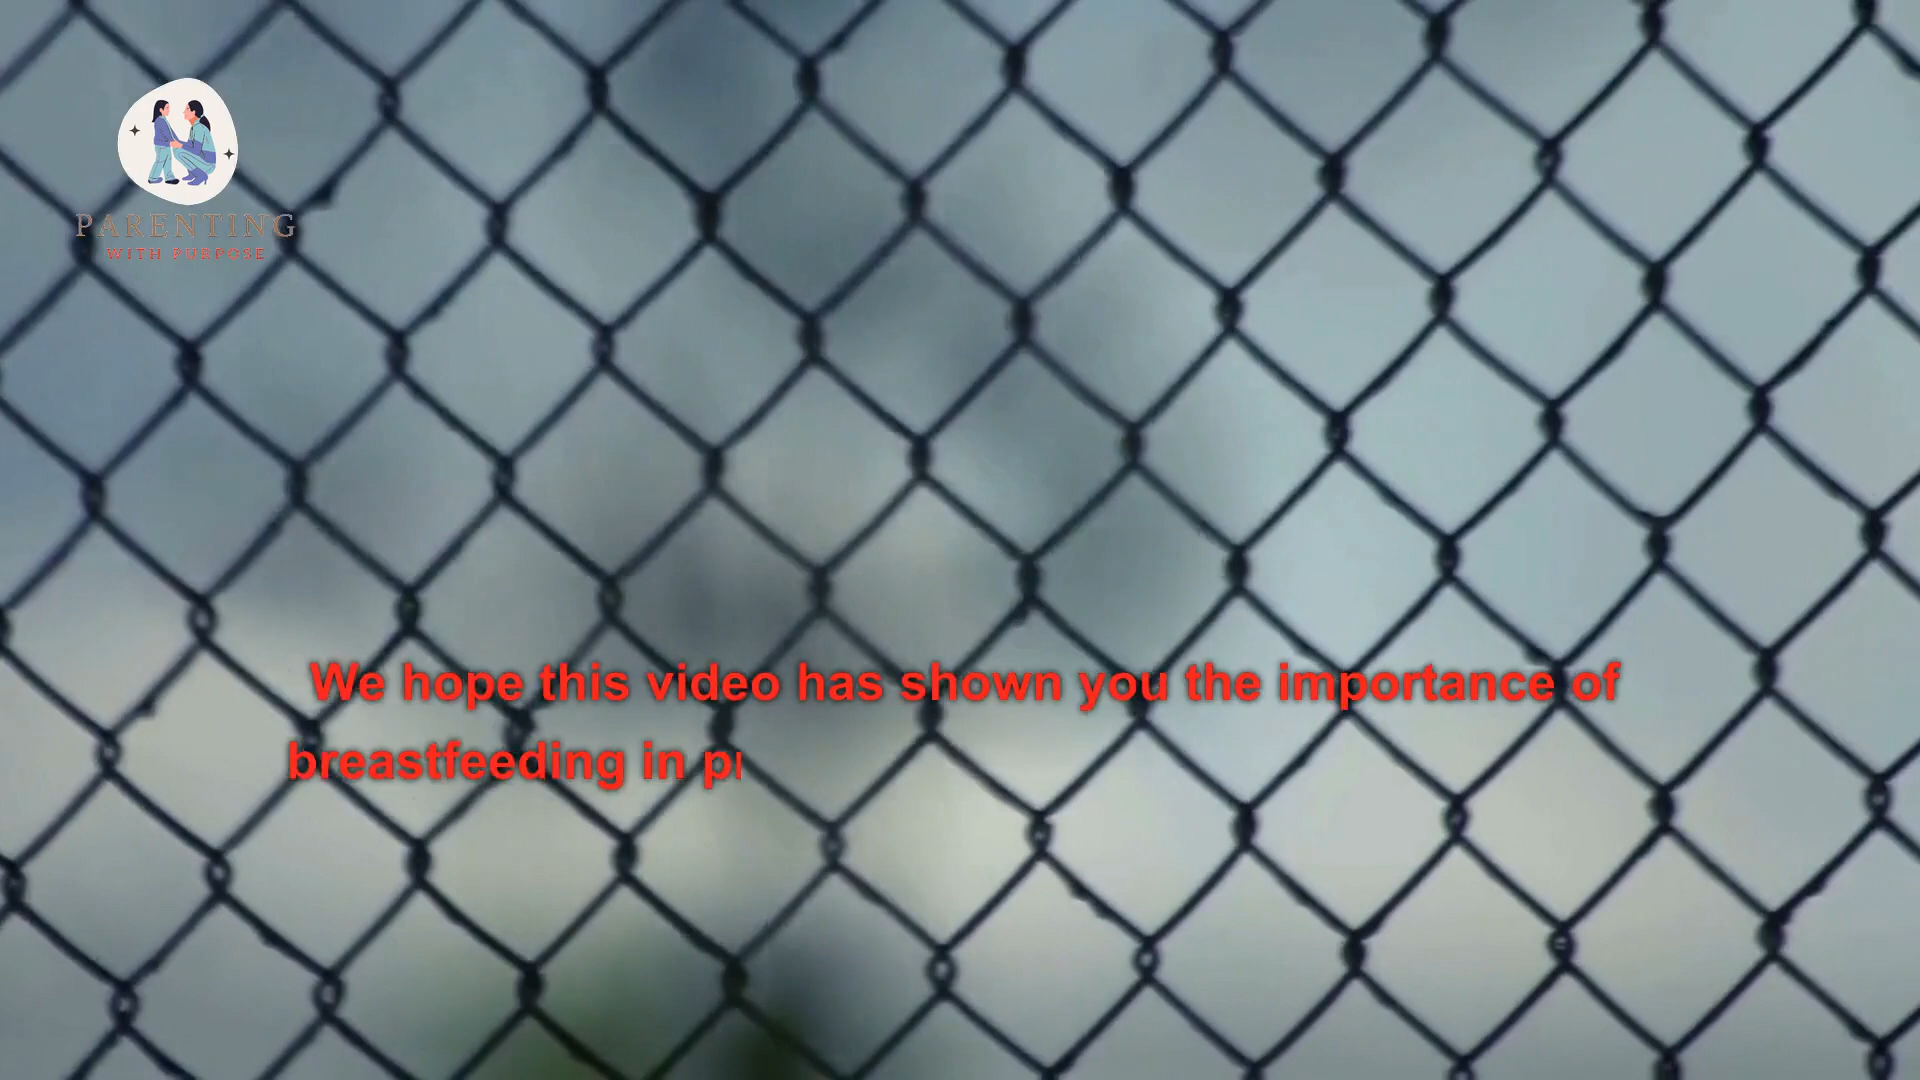 PARENTING
WITH PURPOSE
We hope this video has shown you the importance of
breastfeeding in